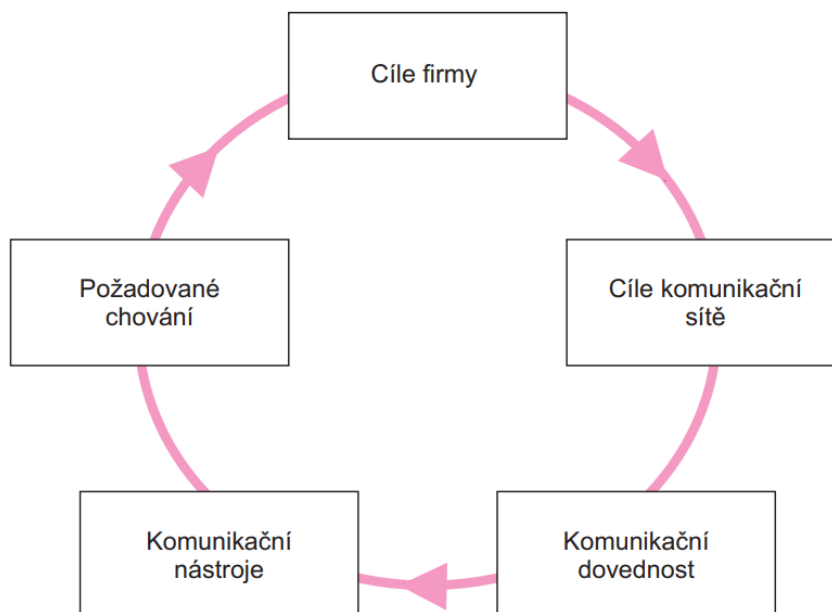 Cíle firmy
Požadované
chování
Cíle komunikační
sítě
Komunikační
nástroje
Komunikační
dovednost